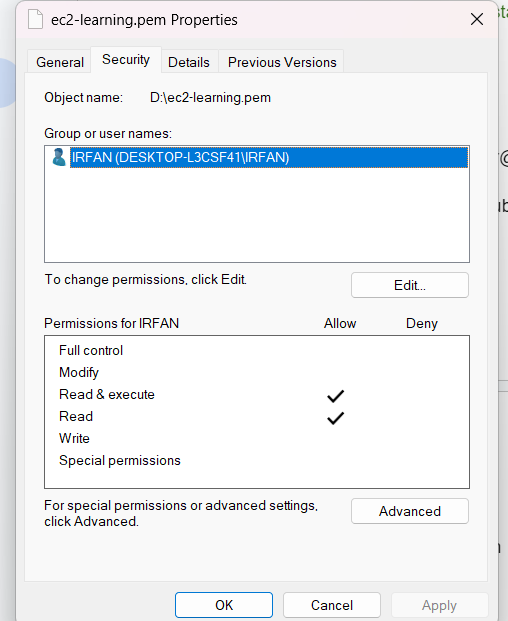 ec2-learning.pem Properties
General Security Details Previous Versions
Object name: D:\ec2-learning.pem
Group or user names:
IRFAN (DESKTOP-L3CSF41\IRFAN)
To change permissions, click Edit.
Edit...
Permissions for IRFAN Allow Deny
Full control
Modify
Read & execute
Read
Write
Special permissions
For special permissions or advanced settings,
click Advanced.
Advanced
OK Cancel Apply